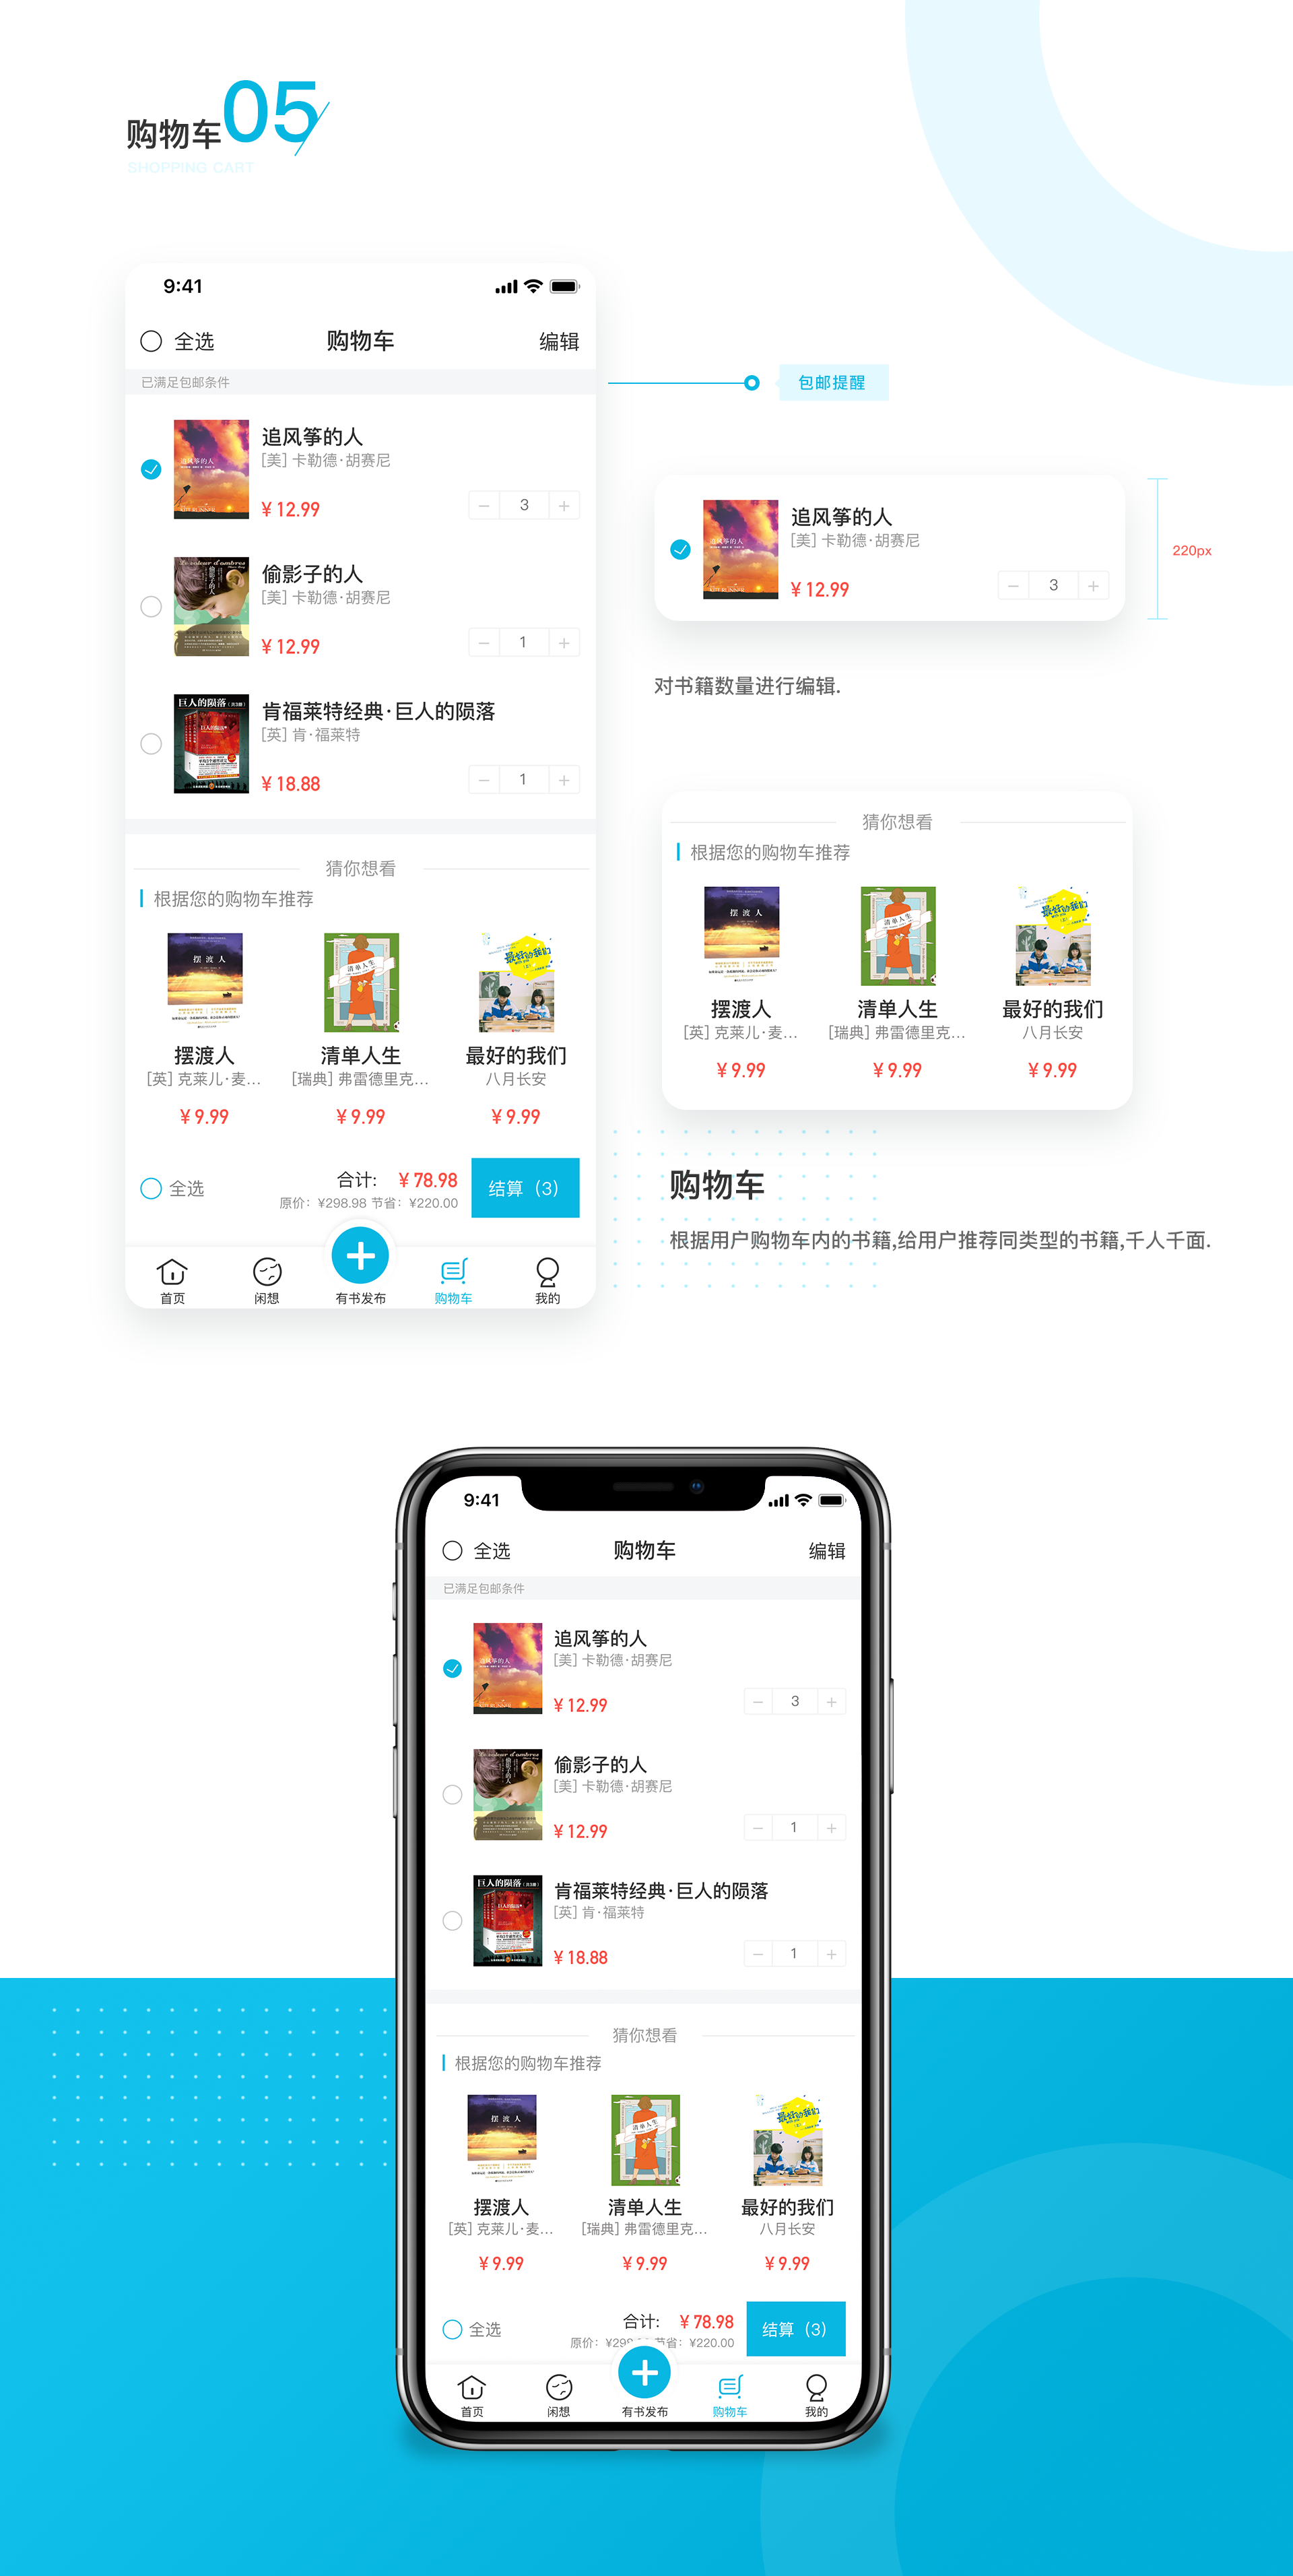 购物车05
SHOPPING CART
9:41
全选 购物车 编辑
已满足包邮条件
包邮提醒
追风筝的人
[美] 卡勒德·胡赛尼
¥ 12.99
3
偷影子的人
[美] 卡勒德·胡赛尼
¥ 12.99
1
巨人的陨落
肯福莱特经典·巨人的陨落
[英] 肯·福莱特
¥ 18.88
1
猜你想看
根据您的购物车推荐
摆渡人 清单人生 最好的我们
[英] 克莱儿·麦... [瑞典] 弗雷德里克... 八月长安
¥ 9.99 ¥ 9.99 ¥ 9.99
全选 合计: ¥ 78.98 结算 (3)
原价: ¥298.98 节省: ¥220.00
首页 闲想 有书发布 购物车 我的
追风筝的人
[美] 卡勒德·胡赛尼
¥ 12.99
3
220px
对书籍数量进行编辑.
猜你想看
根据您的购物车推荐
摆渡人 清单人生 最好的我们
[英] 克莱儿·麦... [瑞典] 弗雷德里克... 八月长安
¥ 9.99 ¥ 9.99 ¥ 9.99
购物车
根据用户购物车内的书籍,给用户推荐同类型的书籍,千人千面.
9:41
全选 购物车 编辑
已满足包邮条件
追风筝的人
[美] 卡勒德·胡赛尼
¥ 12.99
3
偷影子的人
[美] 卡勒德·胡赛尼
¥ 12.99
1
巨人的陨落
肯福莱特经典·巨人的陨落
[英] 肯·福莱特
¥ 18.88
1
猜你想看
根据您的购物车推荐
摆渡人 清单人生 最好的我们
[英] 克莱儿·麦... [瑞典] 弗雷德里克... 八月长安
¥ 9.99 ¥ 9.99 ¥ 9.99
全选 合计: ¥ 78.98 结算 (3)
原价: 节省: ¥220.00
首页 闲想 有书发布 购物车 我的